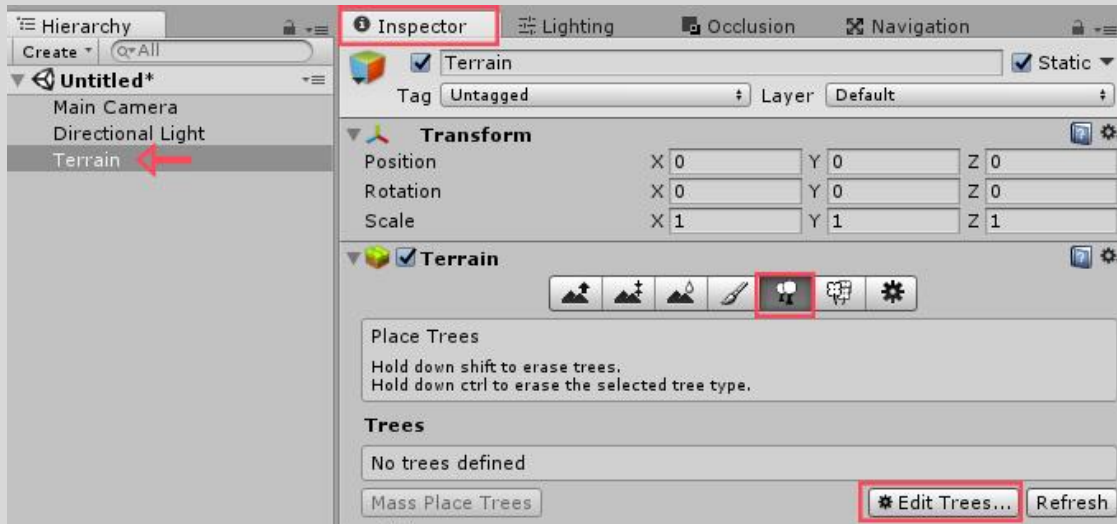 Hierarchy
Create All
Untitled*
Main Camera
Directional Light
Terrain
Inspector Lighting Occlusion Navigation
Terrain Static
Tag Untagged Layer Default
Transform
Position X 0 Y 0 Z 0
Rotation X 0 Y 0 Z 0
Scale X 1 Y 1 Z 1
Terrain
Place Trees
Hold down shift to erase trees.
Hold down ctrl to erase the selected tree type.
Trees
No trees defined
Mass Place Trees Edit Trees... Refresh